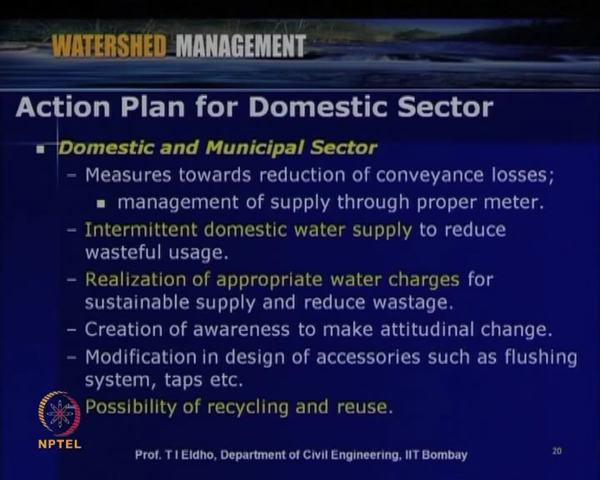 WATERSHED MANAGEMENT
Action Plan for Domestic Sector
▪ Domestic and Municipal Sector
– Measures towards reduction of conveyance losses;
▪ management of supply through proper meter.
– Intermittent domestic water supply to reduce
wasteful usage.
– Realization of appropriate water charges for
sustainable supply and reduce wastage.
– Creation of awareness to make attitudinal change.
– Modification in design of accessories such as flushing
system, taps etc.
– Possibility of recycling and reuse.
NPTEL
Prof. T I Eldho, Department of Civil Engineering, IIT Bombay
20